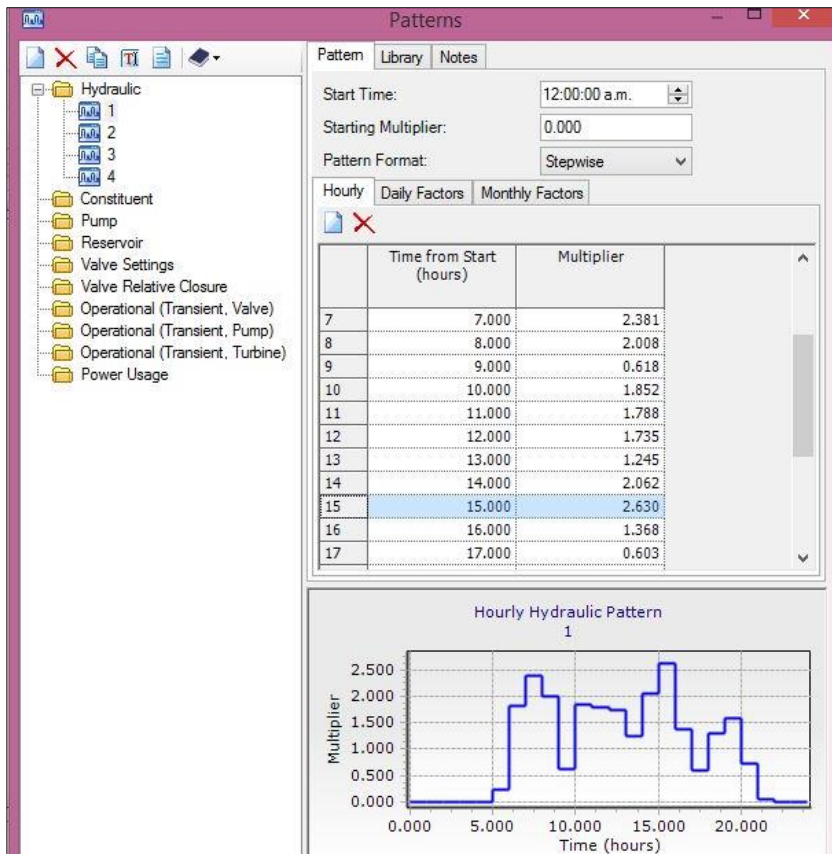 Patterns
Hydraulic
1
2
3
4
Constituent
Pump
Reservoir
Valve Settings
Valve Relative Closure
Operational (Transient, Valve)
Operational (Transient, Pump)
Operational (Transient, Turbine)
Power Usage
Pattern Library Notes
Start Time: 12:00:00 a.m.
Starting Multiplier: 0.000
Pattern Format: Stepwise
Hourly Daily Factors Monthly Factors
Time from Start Multiplier
(hours)
7 7.000 2.381
8 8.000 2.008
9 9.000 0.618
10 10.000 1.852
11 11.000 1.788
12 12.000 1.735
13 13.000 1.245
14 14.000 2.062
15 15.000 2.630
16 16.000 1.368
17 17.000 0.603
Hourly Hydraulic Pattern
1
Multiplier
2.500
2.000
1.500
1.000
0.500
0.000
0.000 5.000 10.000 15.000 20.000
Time (hours)